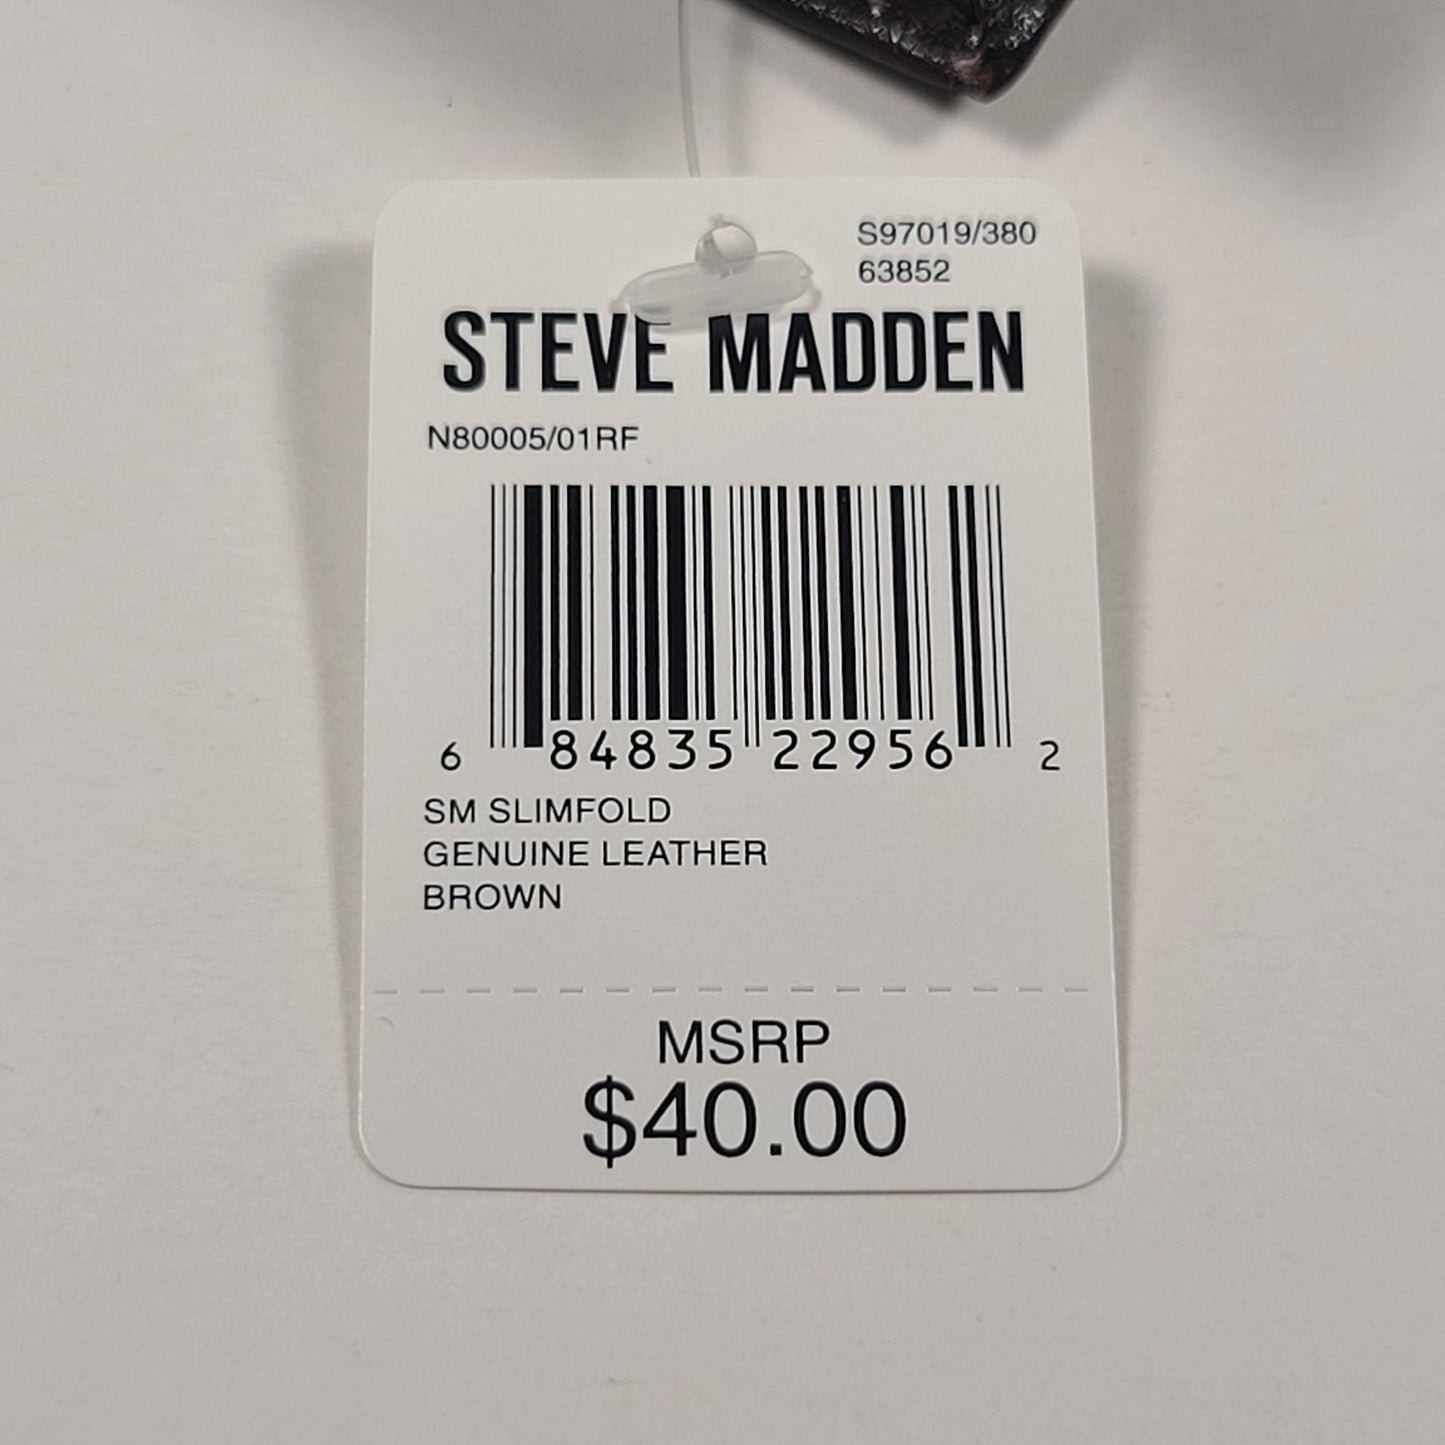 S97019/380
63852
STEVE MADDEN
N80005/01RF
6 84835 22956 2
SM SLIMFOLD
GENUINE LEATHER
BROWN
MSRP
$40.00